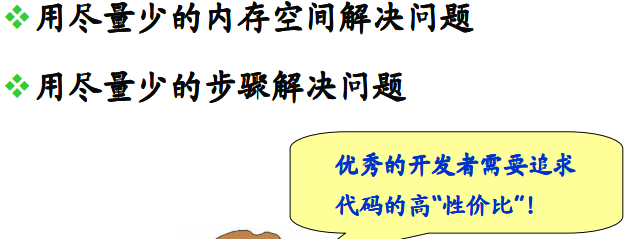 用尽量少的内存空间解决问题
用尽量少的步骤解决问题
优秀的开发者需要追求
代码的高“性价比”！